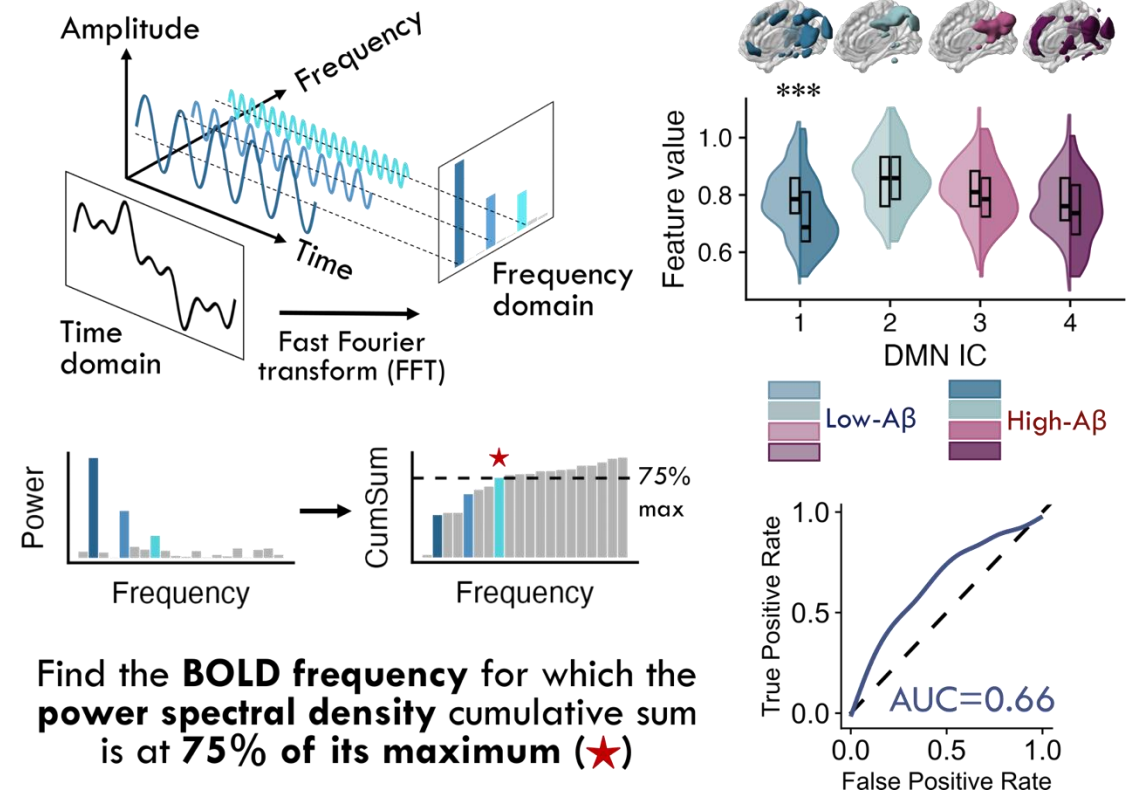 Amplitude
Frequency
Time
Time
domain
Fast Fourier
transform (FFT)
Frequency
domain
Power
Frequency
CumSum
75%
max
Frequency
Find the BOLD frequency for which the
power spectral density cumulative sum
is at 75% of its maximum (★)
***
Feature value
1.0
0.8
0.6
1 2 3 4
DMN IC
Low-Aβ
High-Aβ
True Positive Rate
1.0
0.5
0.0
AUC=0.66
0.0 0.5 1.0
False Positive Rate